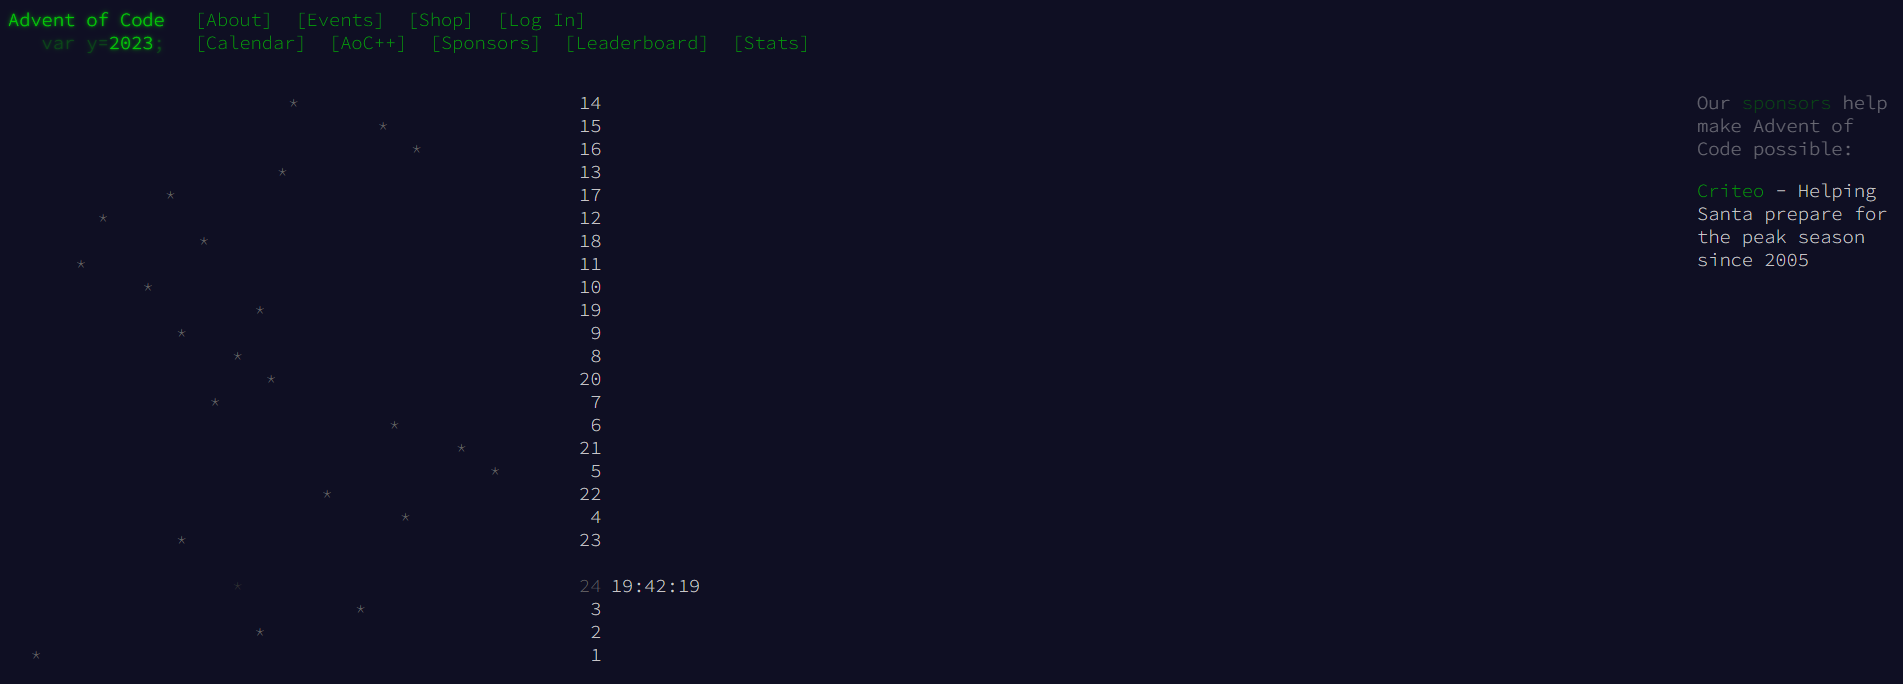 Advent of Code [About] [Events] [Shop] [Log In]
var y=2023; [Calendar] [AoC++] [Sponsors] [Leaderboard] [Stats]
* 14
* 15
* 16
* 13
* 17
* 12
* 18
* 11
* 10
* 19
* 9
* 8
* 20
* 7
* 6
* 21
* 5
* 22
* 4
* 23
* 24 19:42:19
* 3
* 2
* 1
Our sponsors help
make Advent of
Code possible:
Criteo - Helping
Santa prepare for
the peak season
since 2005